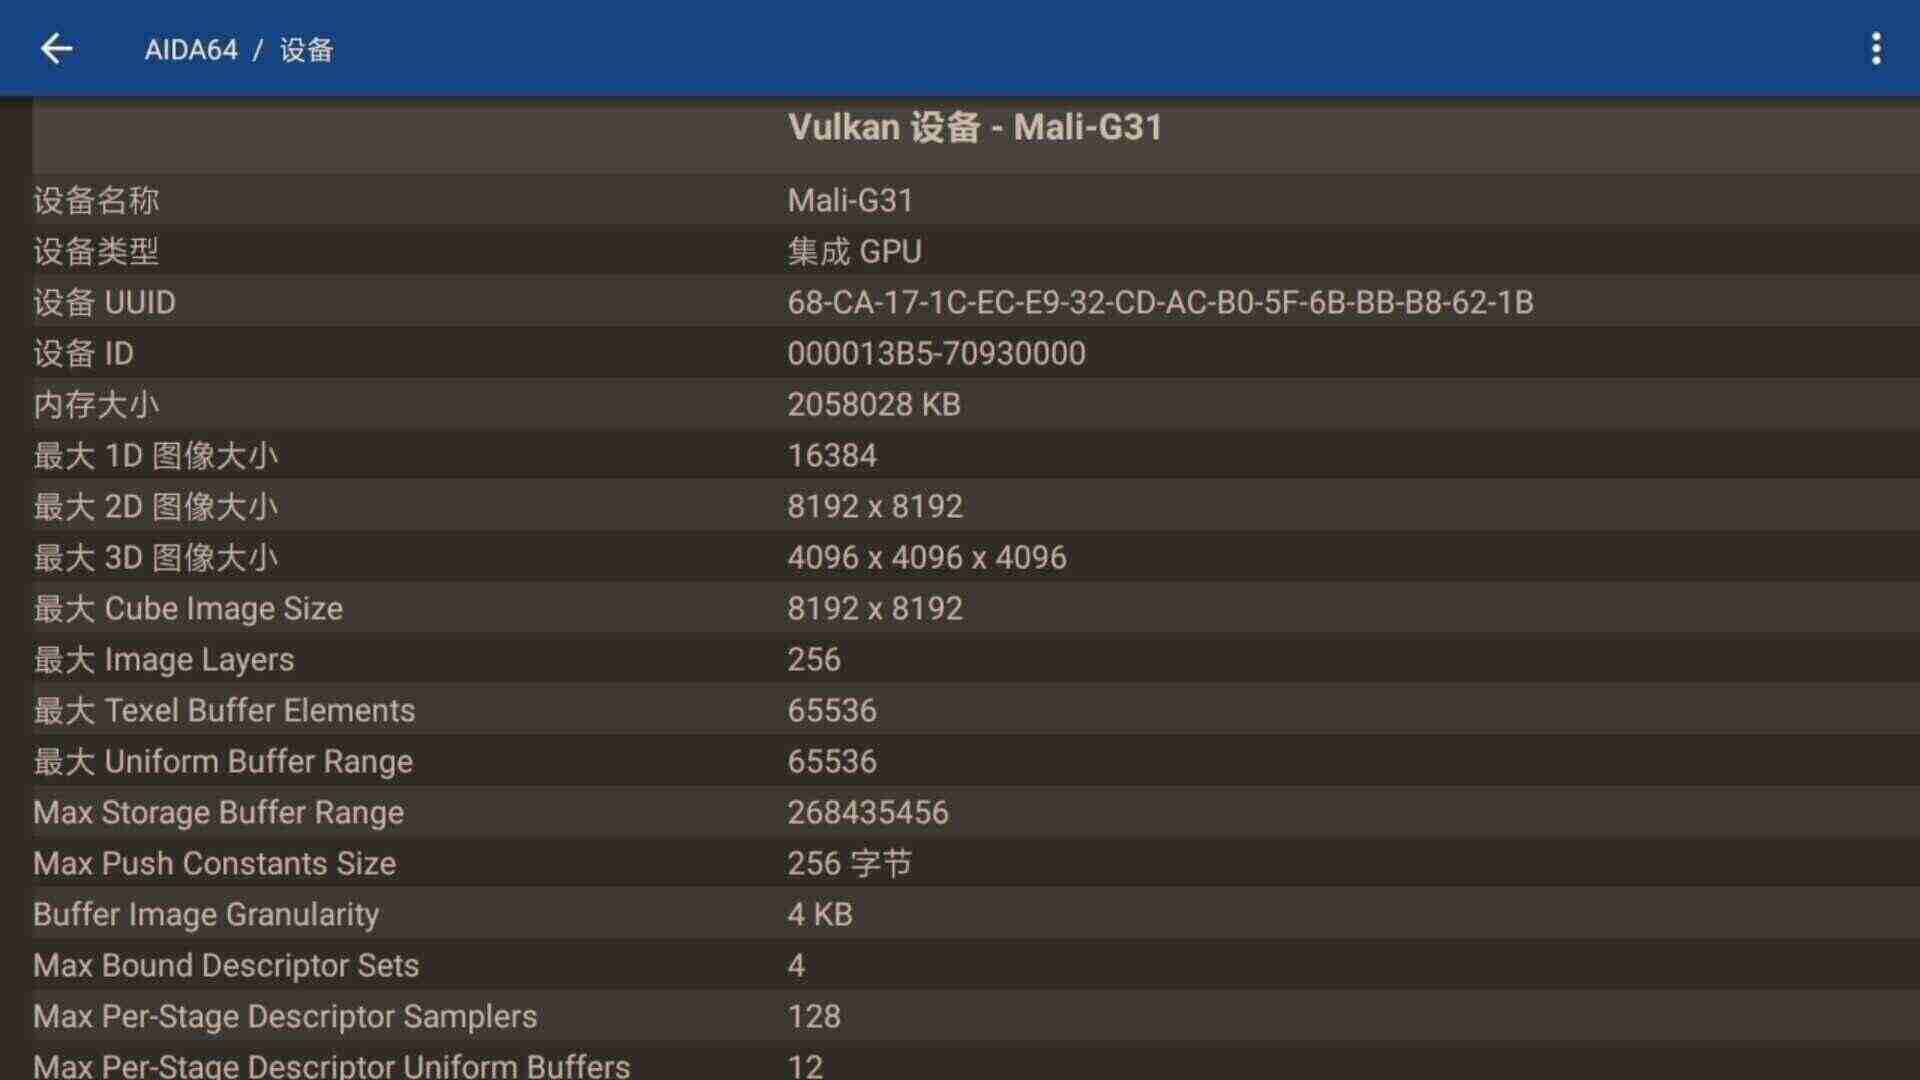 AIDA64 / 设备
Vulkan 设备 - Mali-G31
设备名称 Mali-G31
设备类型 集成 GPU
设备 UUID 68-CA-17-1C-EC-E9-32-CD-AC-B0-5F-6B-BB-B8-62-1B
设备 ID 000013B5-70930000
内存大小 2058028 KB
最大 1D 图像大小 16384
最大 2D 图像大小 8192 x 8192
最大 3D 图像大小 4096 x 4096 x 4096
最大 Cube Image Size 8192 x 8192
最大 Image Layers 256
最大 Texel Buffer Elements 65536
最大 Uniform Buffer Range 65536
Max Storage Buffer Range 268435456
Max Push Constants Size 256 字节
Buffer Image Granularity 4 KB
Max Bound Descriptor Sets 4
Max Per-Stage Descriptor Samplers 128
Max Per-Stage Descriptor Uniform Buffers 12